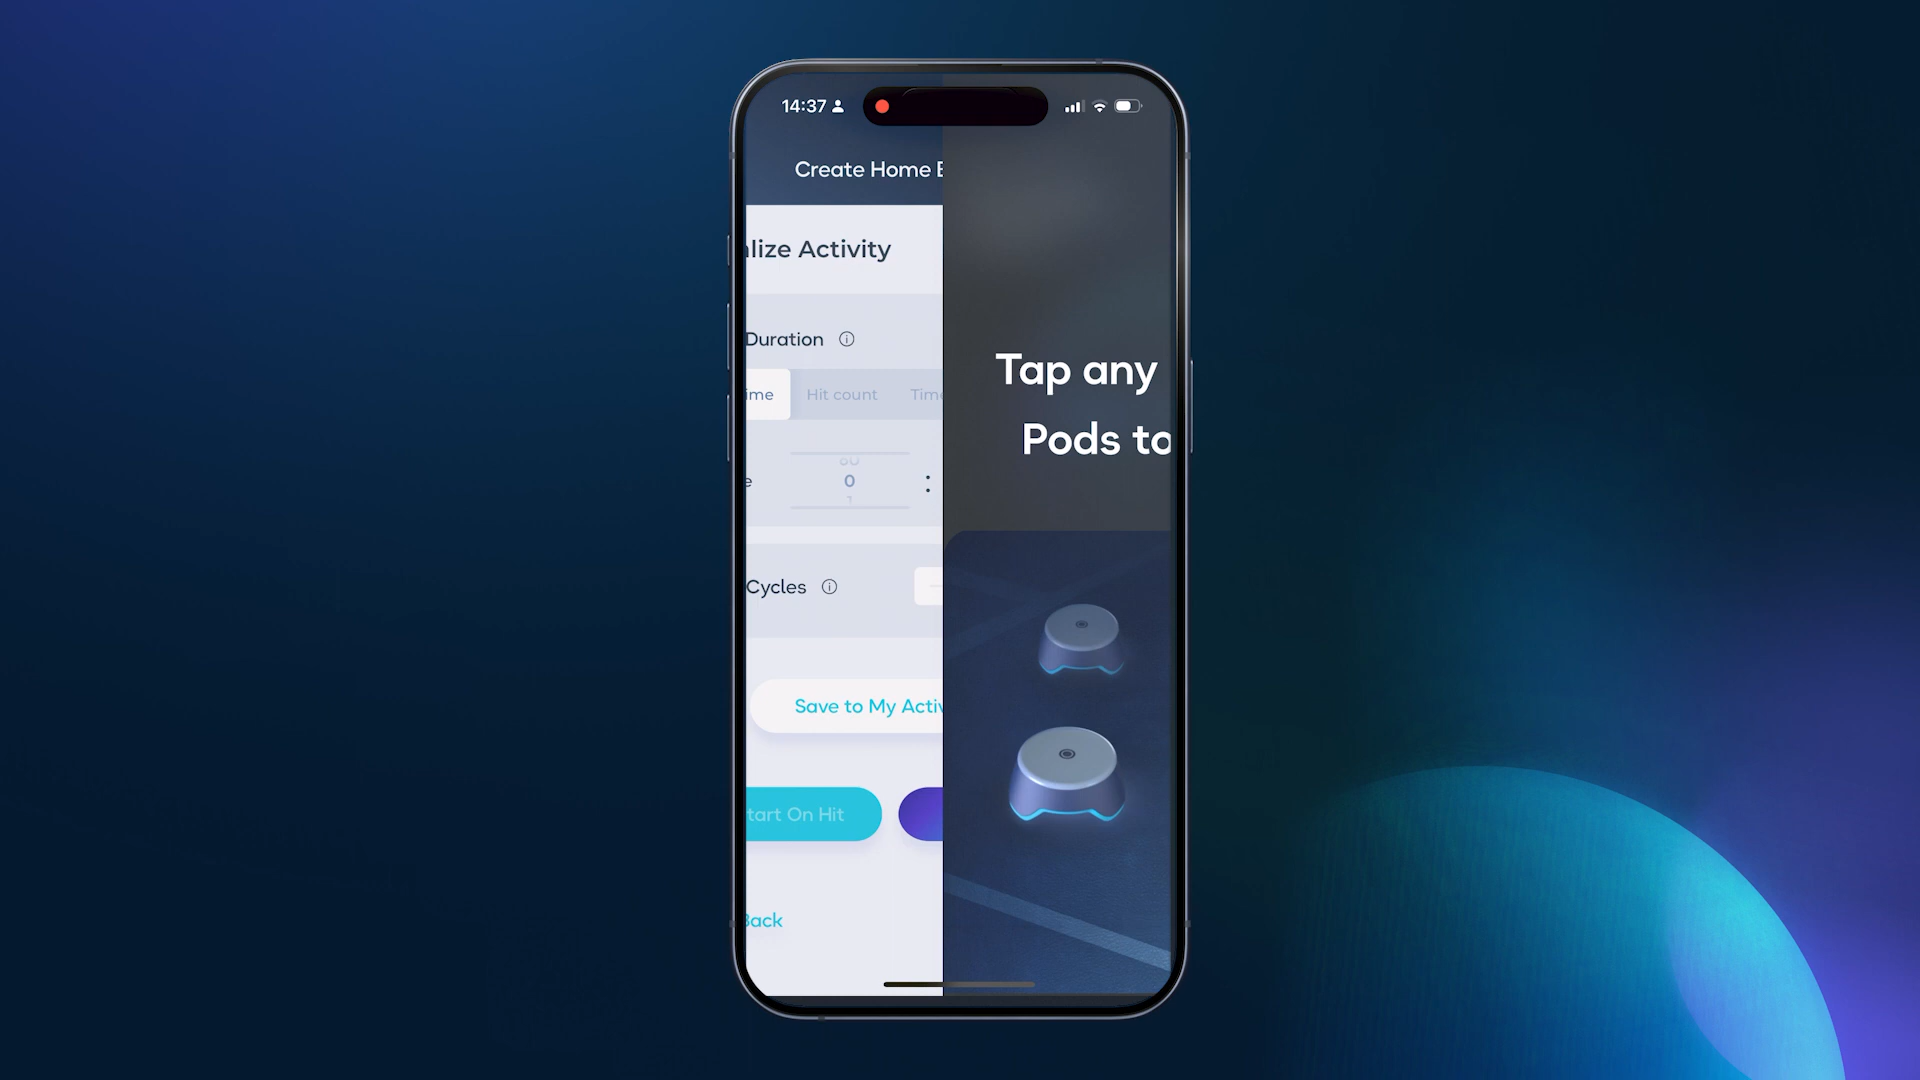 14:37
Create Home
lize Activity
Duration
ime Hit count Time
0
:
Cycles
Save to My Activ
tart On Hit
Back
Tap any
Pods to